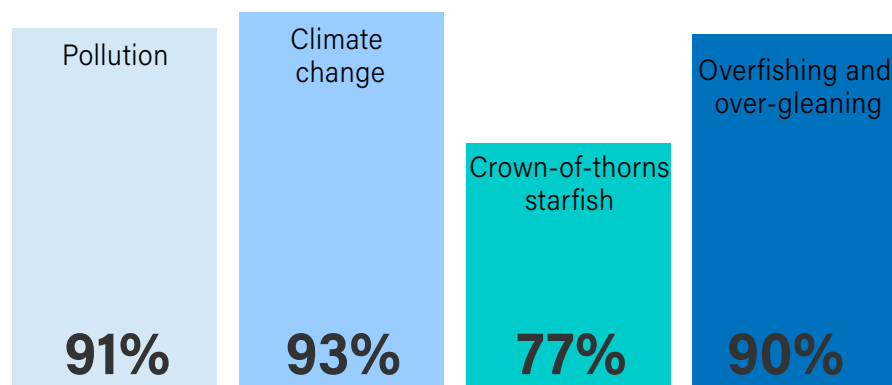 Pollution
91%
Climate
change
93%
Crown-of-thorns
starfish
77%
Overfishing and
over-gleaning
90%